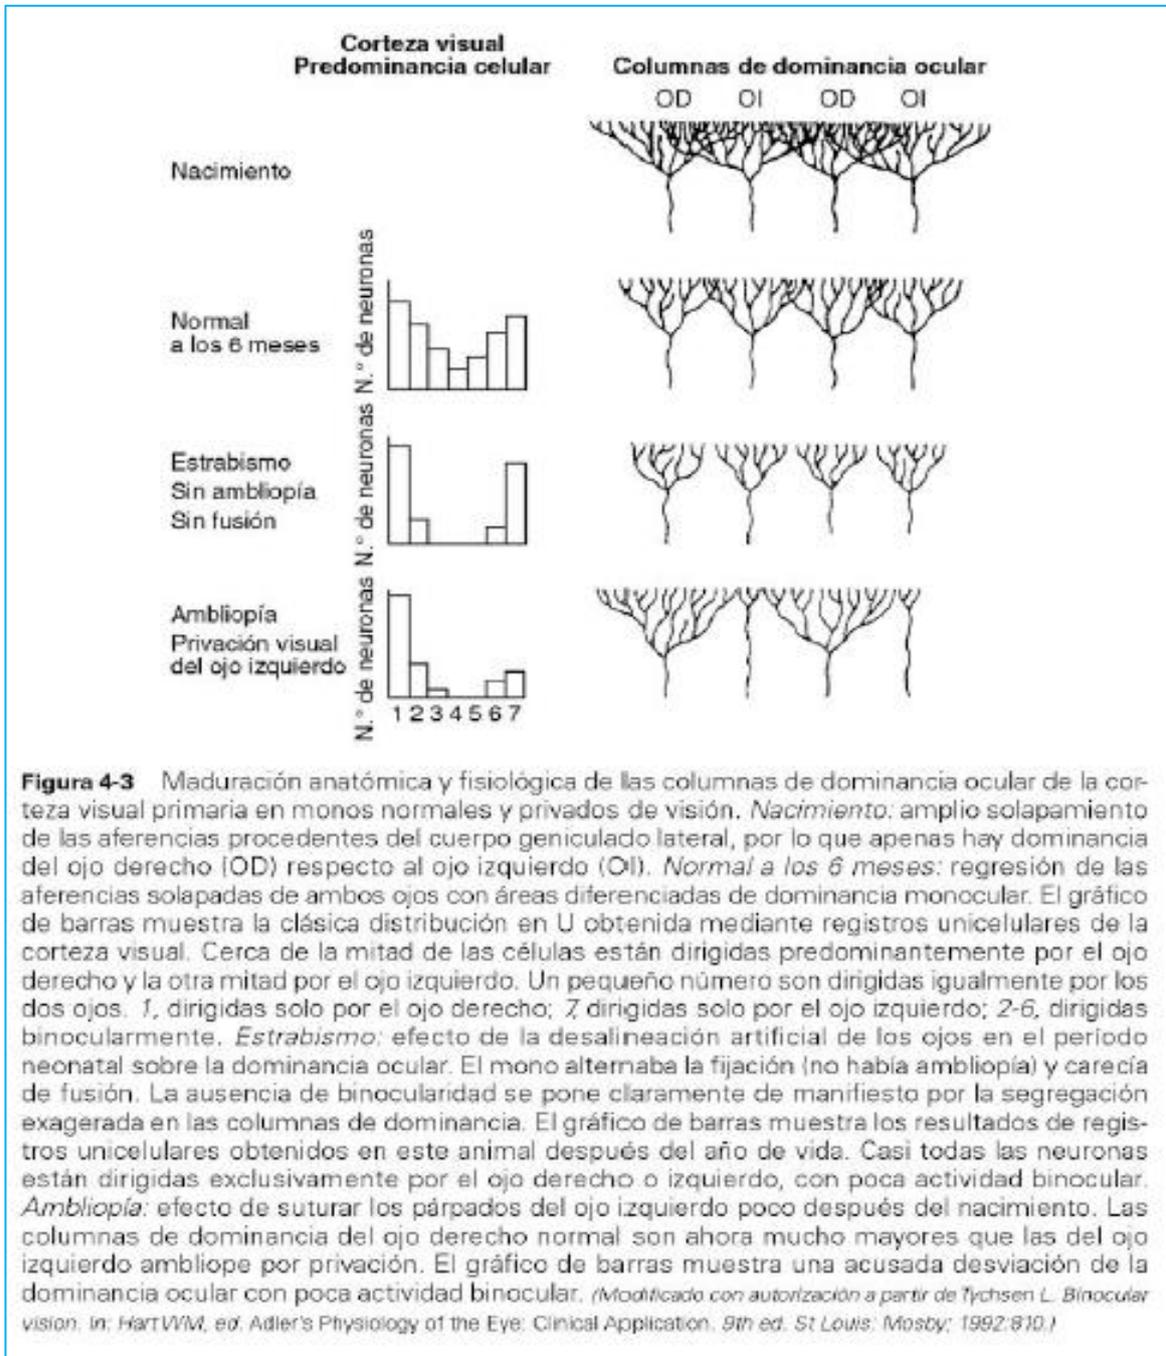 Corteza visual
Predominancia celular
Columnas de dominancia ocular
OD OI OD OI
Nacimiento
N.° de neuronas
Normal
a los 6 meses
N.° de neuronas
Estrabismo
Sin ambliopía
Sin fusión
N.° de neuronas
Ambliopía
Privación visual
del ojo izquierdo
1 2 3 4 5 6 7
Figura 4-3 Maduración anatómica y fisiológica de las columnas de dominancia ocular de la cor-
teza visual primaria en monos normales y privados de visión. Nacimiento: amplio solapamiento
de las aferencias procedentes del cuerpo geniculado lateral, por lo que apenas hay dominancia
del ojo derecho (OD) respecto al ojo izquierdo (OI). Normal a los 6 meses: regresión de las
aferencias solapadas de ambos ojos con áreas diferenciadas de dominancia monocular. El gráfico
de barras muestra la clásica distribución en U obtenida mediante registros unicelulares de la
corteza visual. Cerca de la mitad de las células están dirigidas predominantemente por el ojo
derecho y la otra mitad por el ojo izquierdo. Un pequeño número son dirigidas igualmente por los
dos ojos. 1, dirigidas solo por el ojo derecho; 7, dirigidas solo por el ojo izquierdo; 2-6, dirigidas
binocularmente. Estrabismo: efecto de la desalineación artificial de los ojos en el período
neonatal sobre la dominancia ocular. El mono alternaba la fijación (no había ambliopía) y carecía
de fusión. La ausencia de binocularidad se pone claramente de manifiesto por la segregación
exagerada en las columnas de dominancia. El gráfico de barras muestra los resultados de regis-
tros unicelulares obtenidos en este animal después del año de vida. Casi todas las neuronas
están dirigidas exclusivamente por el ojo derecho o izquierdo, con poca actividad binocular.
Ambliopía: efecto de suturar los párpados del ojo izquierdo poco después del nacimiento. Las
columnas de dominancia del ojo derecho normal son ahora mucho mayores que las del ojo
izquierdo ambliope por privación. El gráfico de barras muestra una acusada desviación de la
dominancia ocular con poca actividad binocular. (Modificado con autorización a partir de Tychsen L. Binocular
vision. In: Hart WM, ed. Adler's Physiology of the Eye: Clinical Application. 9th ed. St Louis: Mosby; 1992:810.)